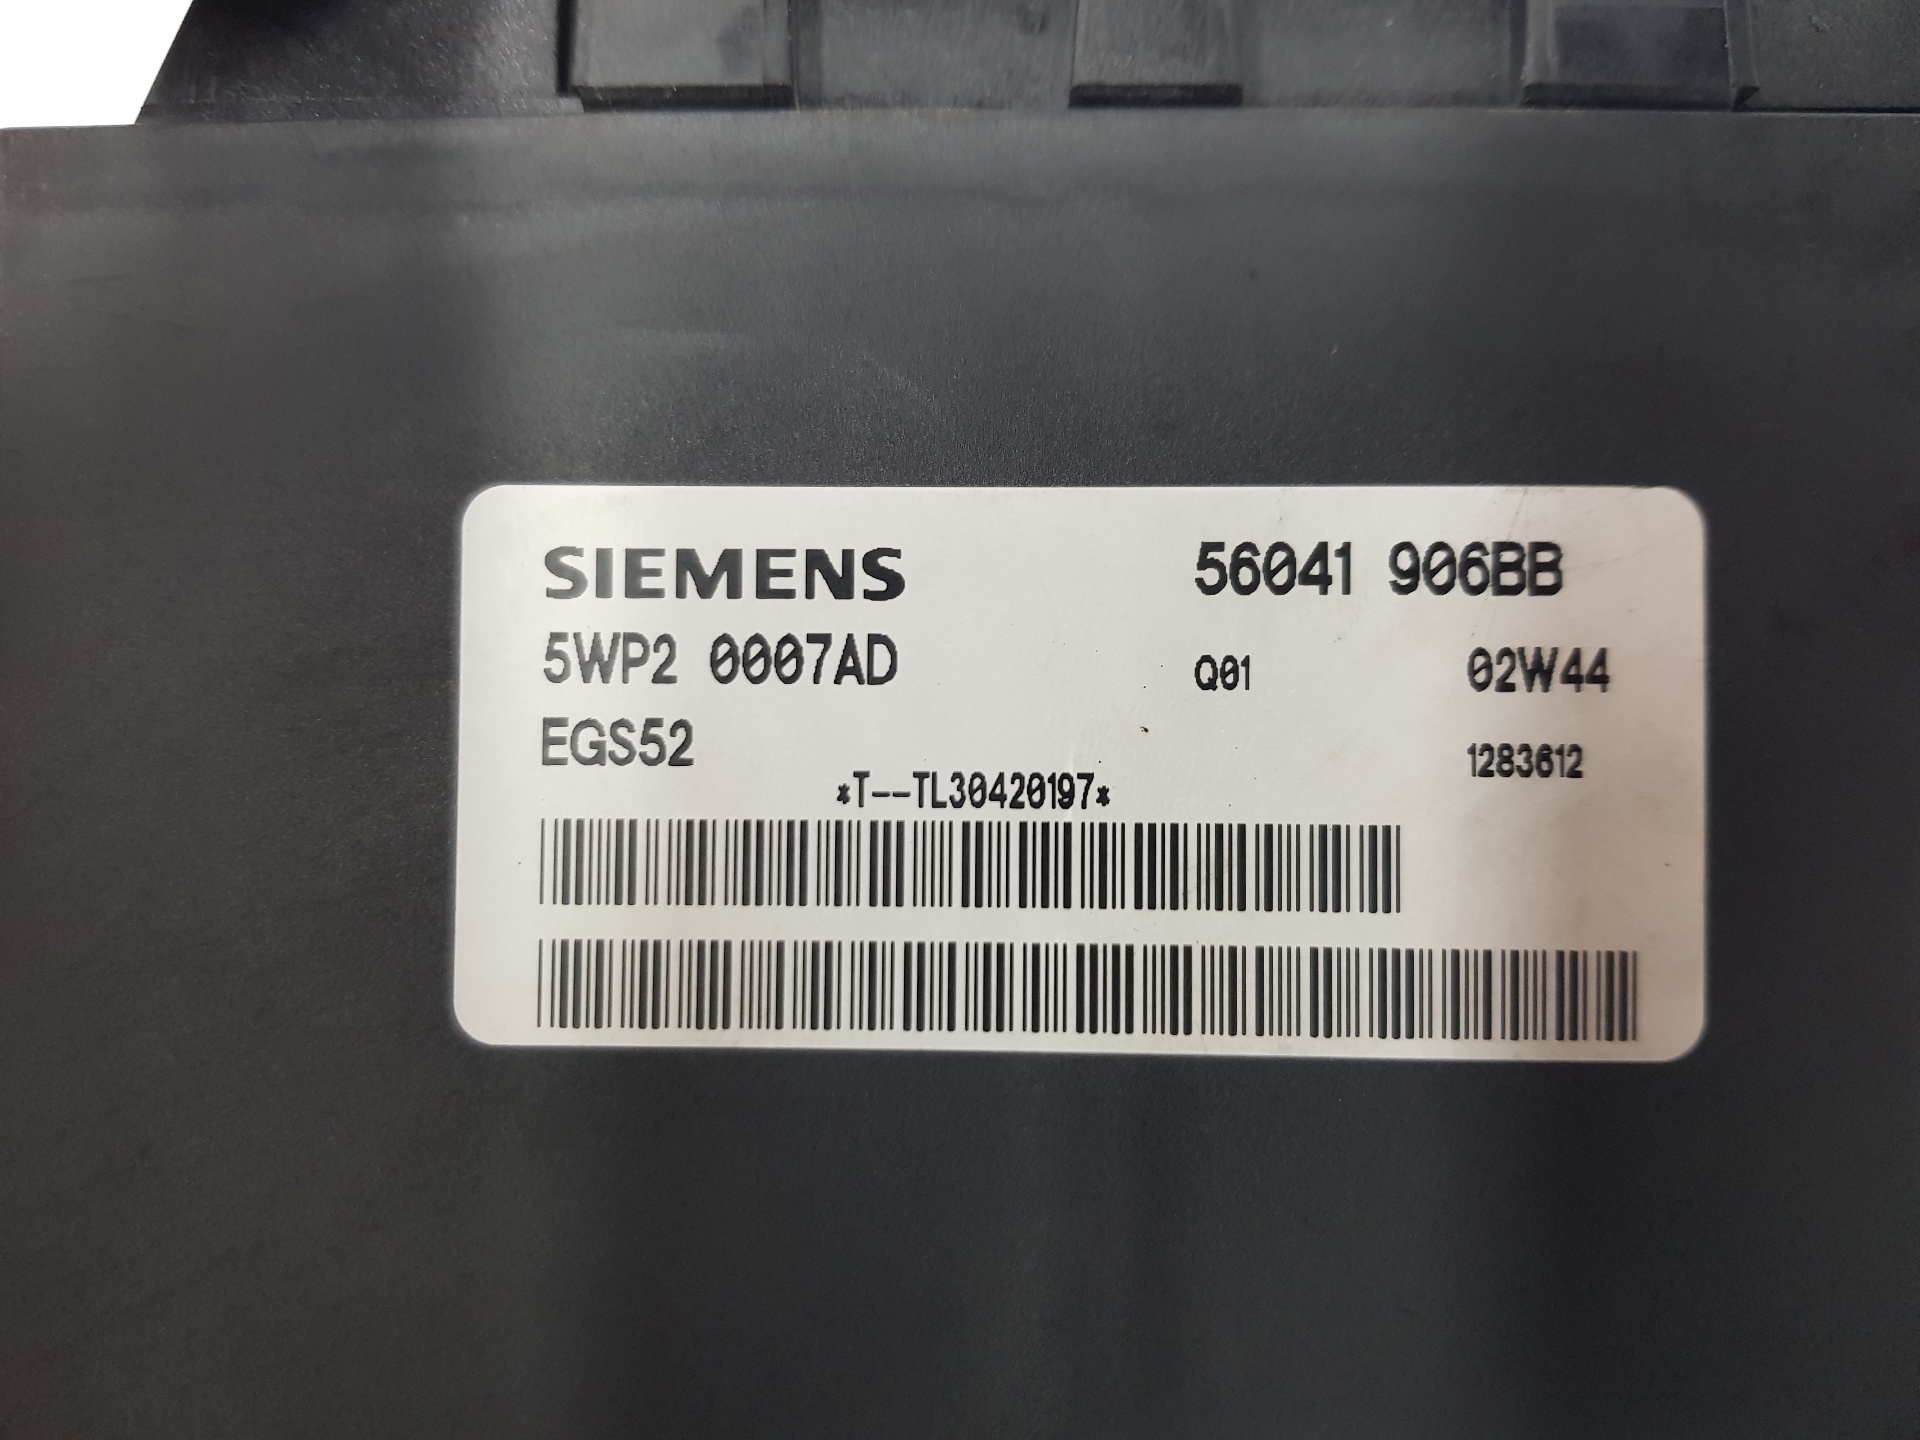 SIEMENS 56041 906BB
5WP2 0007AD Q01 02W44
EGS52 1283612
*T--TL30420197*